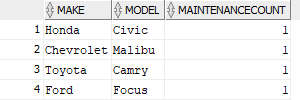 MAKE MODEL MAINTENANCECOUNT
1 Honda Civic 1
2 Chevrolet Malibu 1
3 Toyota Camry 1
4 Ford Focus 1